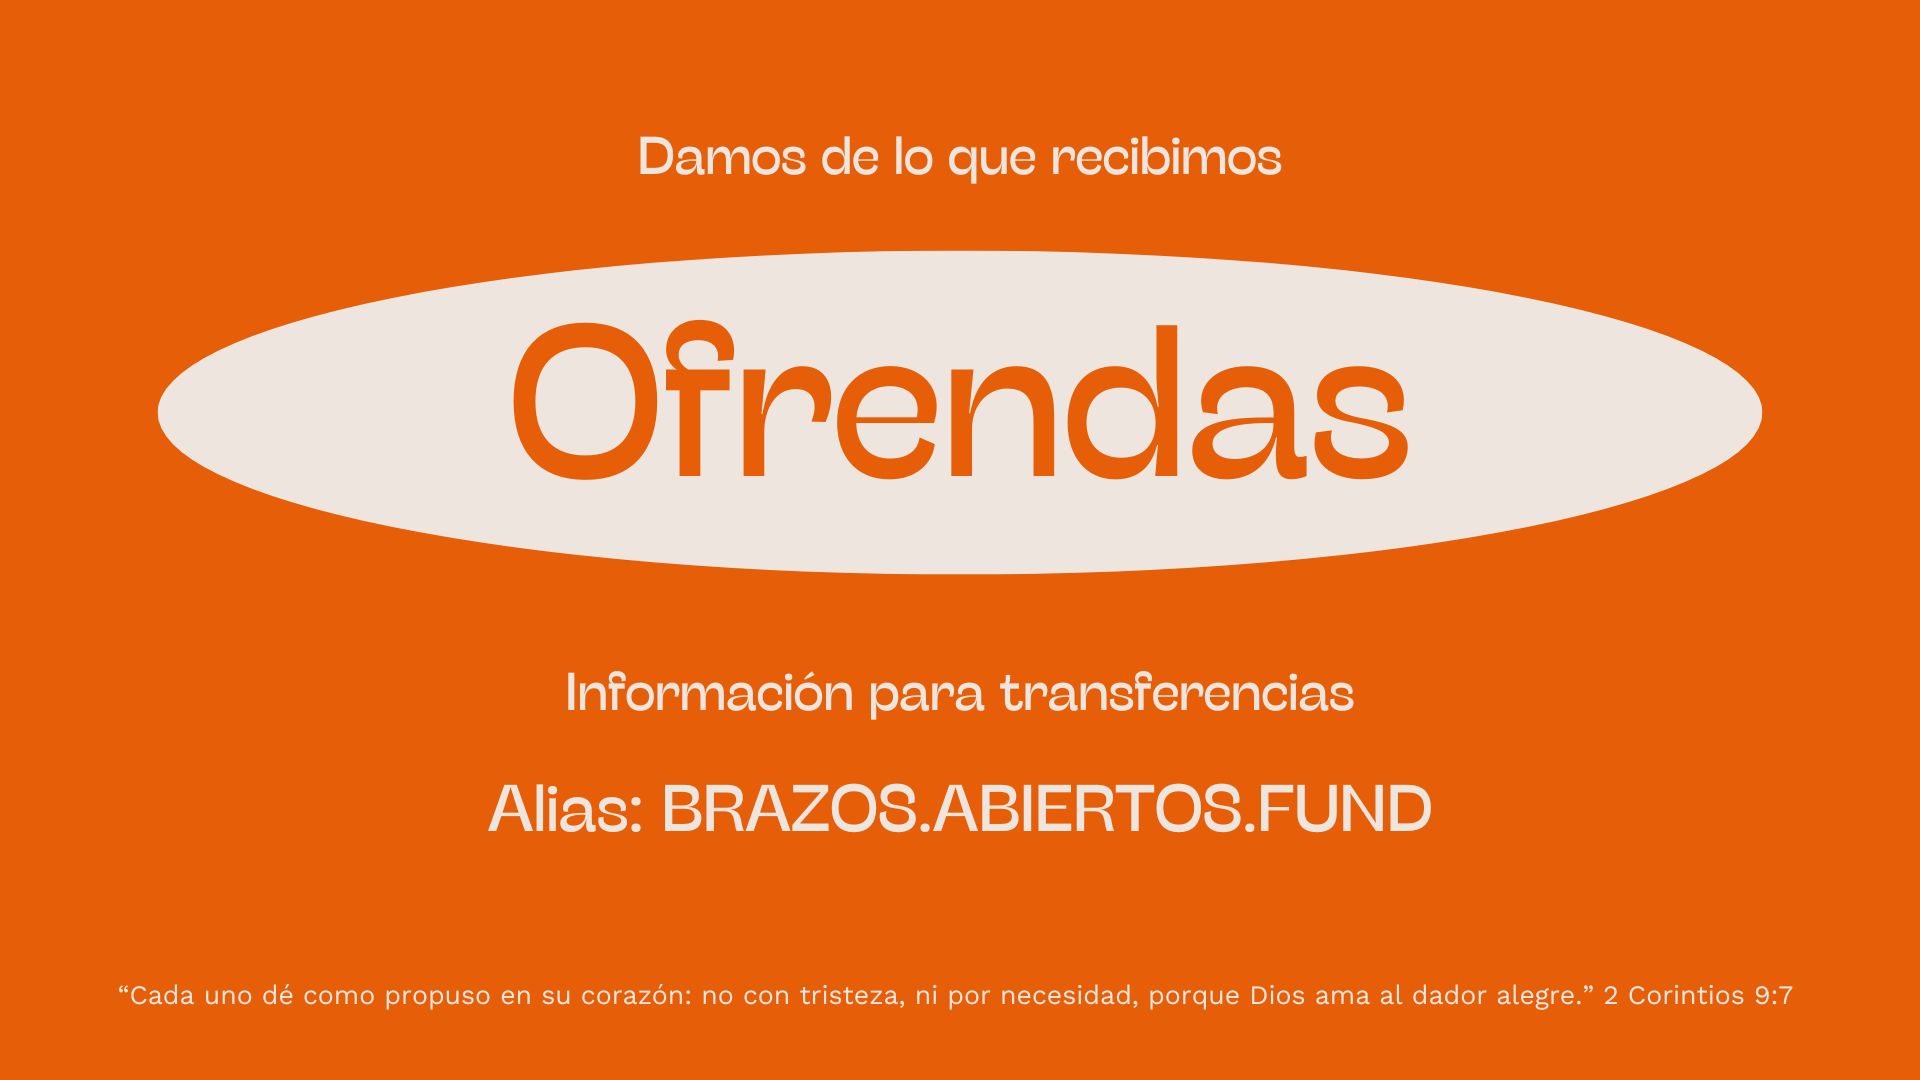 Damos de lo que recibimos
Ofrendas
Información para transferencias
Alias: BRAZOS.ABIERTOS.FUND
“Cada uno dé como propuso en su corazón: no con tristeza, ni por necesidad, porque Dios ama al dador alegre.” 2 Corintios 9:7